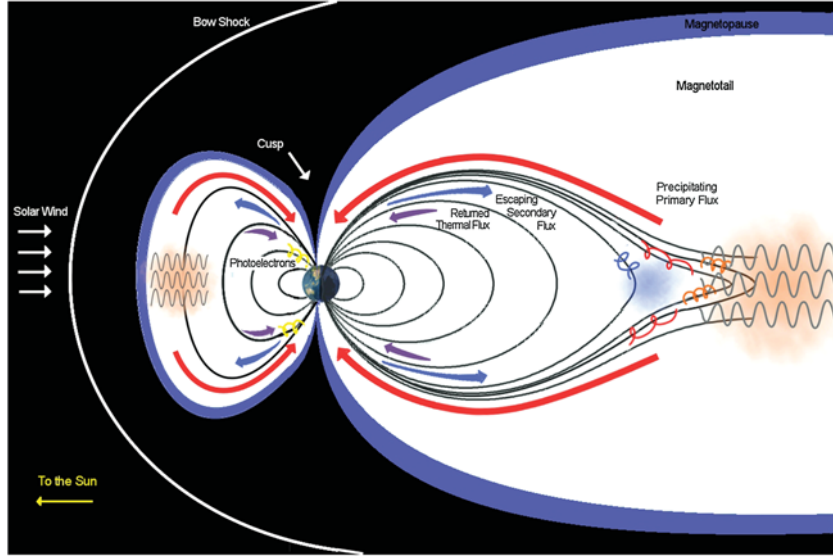 Bow Shock
Magnetopause
Magnetotail
Cusp
Precipitating
Primary Flux
Escaping
Secondary
Flux
Returned
Thermal Flux
Solar Wind
Photoelectrons
To the Sun